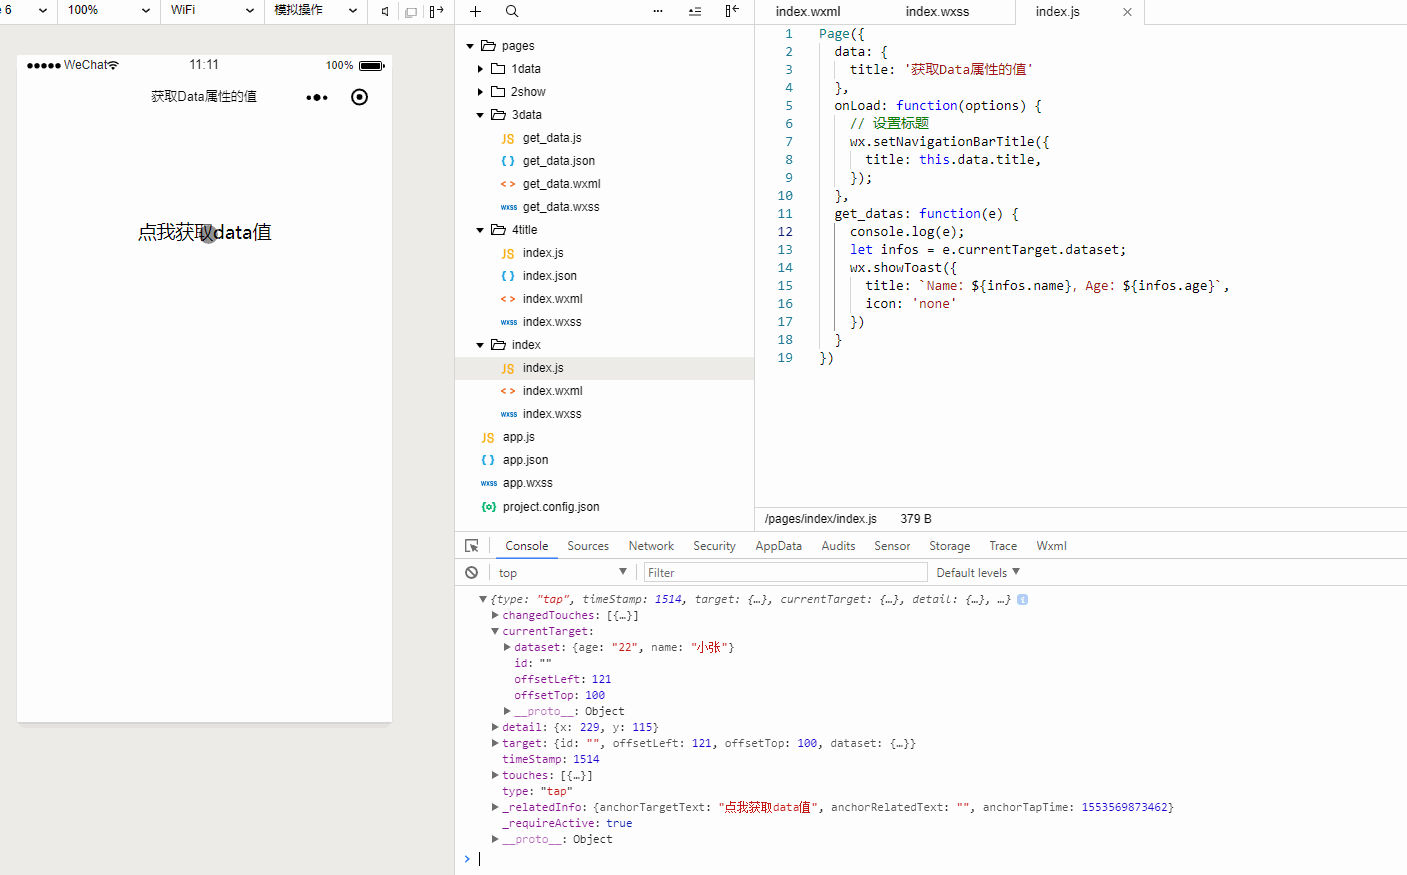 6 100% WiFi 模拟操作
WeChat 11:11 100%
获取Data属性的值
点我获取data值
pages
1data
2show
3data
JS get_data.js
{ } get_data.json
< > get_data.wxml
wxss get_data.wxss
4title
JS index.js
{ } index.json
< > index.wxml
wxss index.wxss
index
JS index.js
< > index.wxml
wxss index.wxss
JS app.js
{ } app.json
wxss app.wxss
{o} project.config.json
index.wxml index.wxss index.js
1 Page({
2 data: {
3 title: '获取Data属性的值'
4 },
5 onLoad: function(options) {
6 // 设置标题
7 wx.setNavigationBarTitle({
8 title: this.data.title,
9 });
10 },
11 get_datas: function(e) {
12 console.log(e);
13 let infos = e.currentTarget.dataset;
14 wx.showToast({
15 title: `Name: ${infos.name}, Age: ${infos.age}`,
16 icon: 'none'
17 })
18 }
19 })
/pages/index/index.js 379 B
Console Sources Network Security AppData Audits Sensor Storage Trace Wxml
top Filter Default levels
{type: "tap", timeStamp: 1514, target: {…}, currentTarget: {…}, detail: {…}, …} i
changedTouches: [{…}]
currentTarget:
dataset: {age: "22", name: "小张"}
id: ""
offsetLeft: 121
offsetTop: 100
__proto__: Object
detail: {x: 229, y: 115}
target: {id: "", offsetLeft: 121, offsetTop: 100, dataset: {…}}
timeStamp: 1514
touches: [{…}]
type: "tap"
_relatedInfo: {anchorTargetText: "点我获取data值", anchorRelatedText: "", anchorTapTime: 1553569873462}
_requireActive: true
__proto__: Object